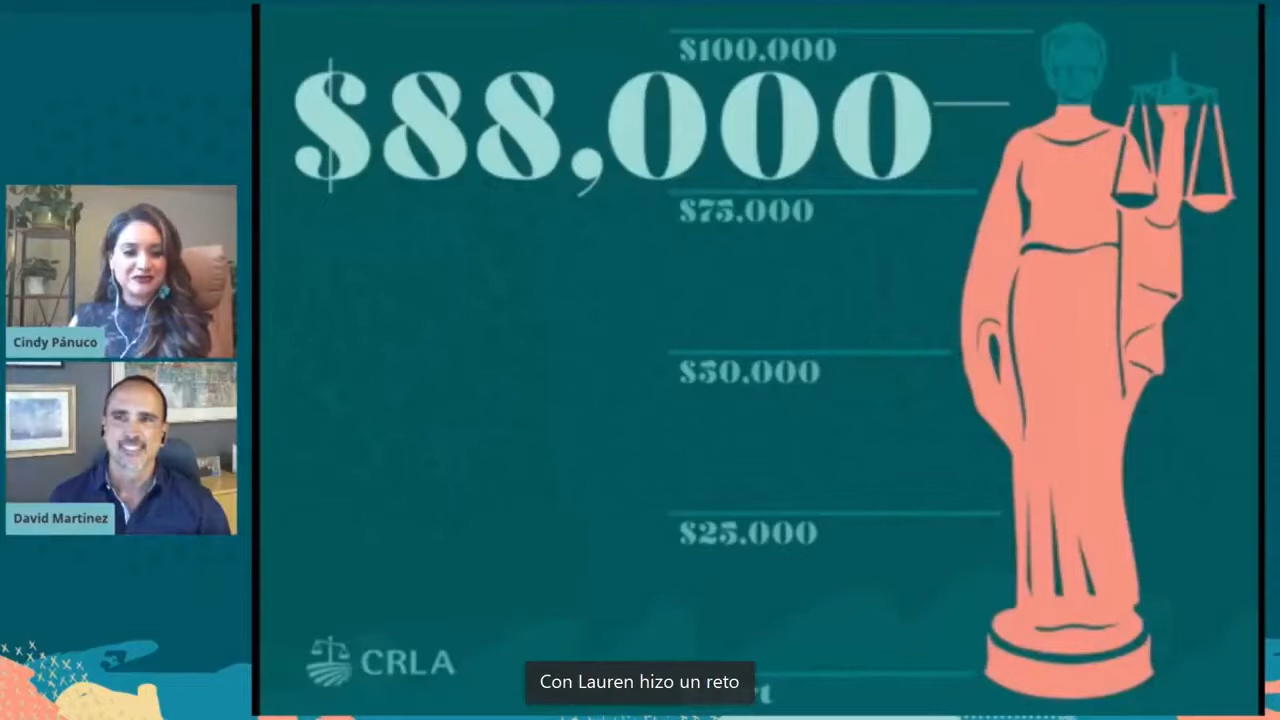 $100.000
$88,000
$75.000
Cindy Pánuco
$50.000
David Martinez
$25.000
CRLA
Con Lauren hizo un reto